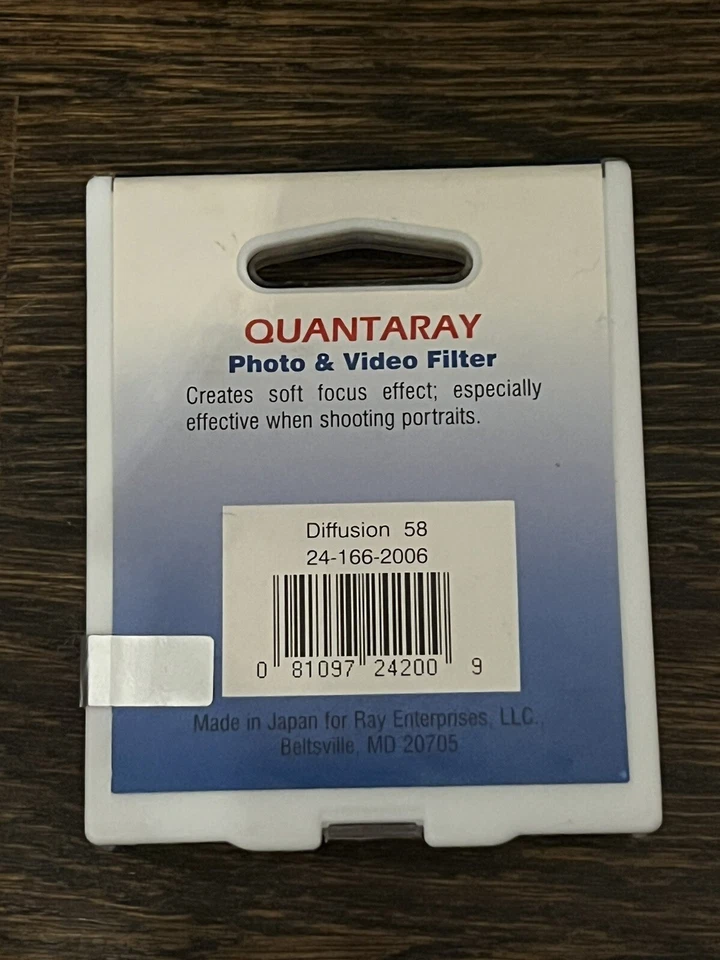 QUANTARAY
Photo & Video Filter
Creates soft focus effect; especially
effective when shooting portraits.
Diffusion 58
24-166-2006
0 81097 24200 9
Made in Japan for Ray Enterprises, LLC.,
Beltsville, MD 20705